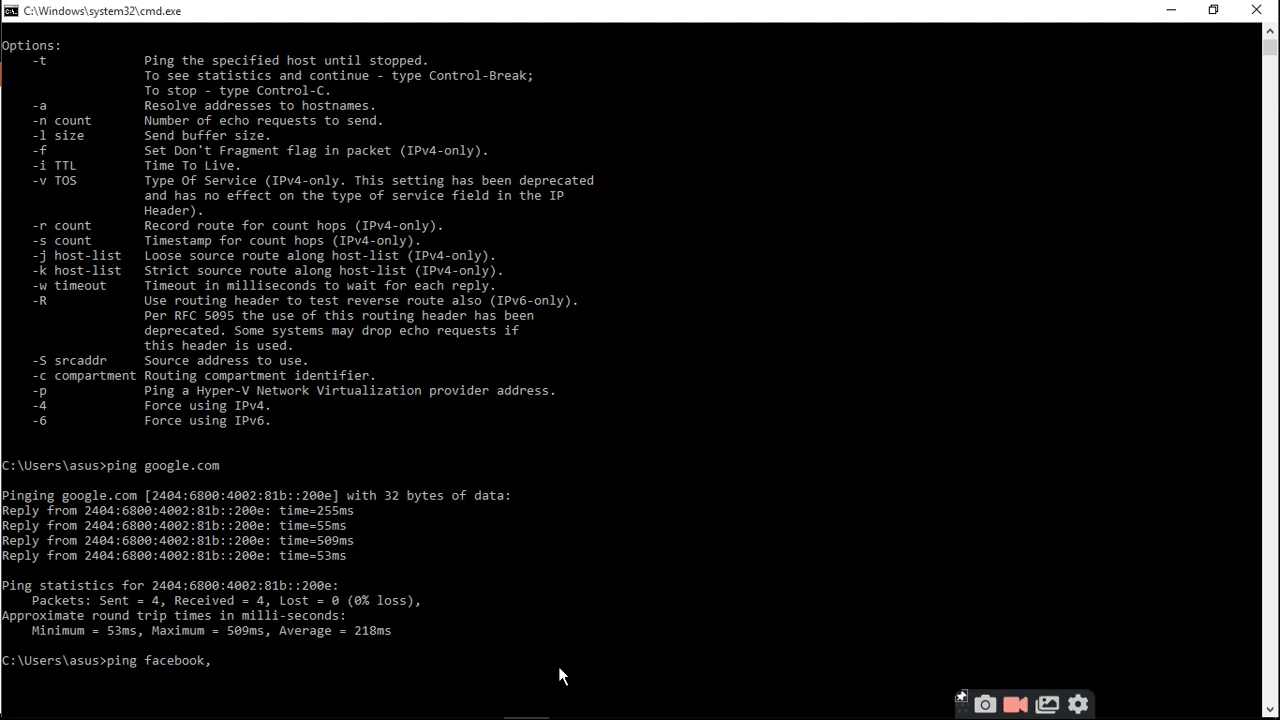 C:\Windows\system32\cmd.exe
Options:
-t Ping the specified host until stopped.
To see statistics and continue - type Control-Break;
To stop - type Control-C.
-a Resolve addresses to hostnames.
-n count Number of echo requests to send.
-l size Send buffer size.
-f Set Don't Fragment flag in packet (IPv4-only).
-i TTL Time To Live.
-v TOS Type Of Service (IPv4-only. This setting has been deprecated
and has no effect on the type of service field in the IP
Header).
-r count Record route for count hops (IPv4-only).
-s count Timestamp for count hops (IPv4-only).
-j host-list Loose source route along host-list (IPv4-only).
-k host-list Strict source route along host-list (IPv4-only).
-w timeout Timeout in milliseconds to wait for each reply.
-R Use routing header to test reverse route also (IPv6-only).
Per RFC 5095 the use of this routing header has been
deprecated. Some systems may drop echo requests if
this header is used.
-S srcaddr Source address to use.
-c compartment Routing compartment identifier.
-p Ping a Hyper-V Network Virtualization provider address.
-4 Force using IPv4.
-6 Force using IPv6.
C:\Users\asus>ping google.com
Pinging google.com [2404:6800:4002:81b::200e] with 32 bytes of data:
Reply from 2404:6800:4002:81b::200e: time=255ms
Reply from 2404:6800:4002:81b::200e: time=55ms
Reply from 2404:6800:4002:81b::200e: time=509ms
Reply from 2404:6800:4002:81b::200e: time=53ms
Ping statistics for 2404:6800:4002:81b::200e:
Packets: Sent = 4, Received = 4, Lost = 0 (0% loss),
Approximate round trip times in milli-seconds:
Minimum = 53ms, Maximum = 509ms, Average = 218ms
C:\Users\asus>ping facebook,